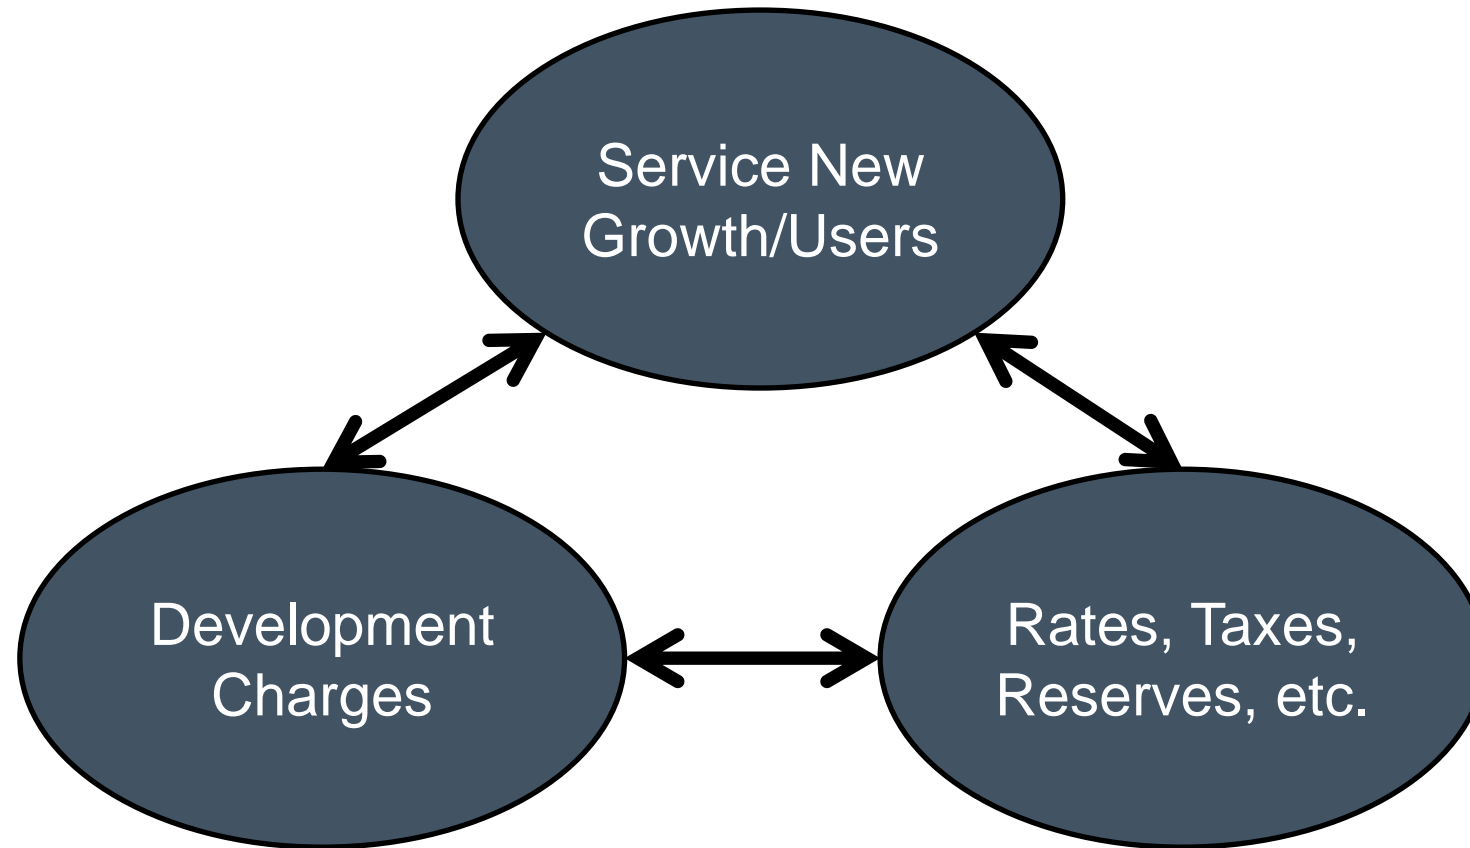 Service New
Growth/Users
Development
Charges
Rates, Taxes,
Reserves, etc.